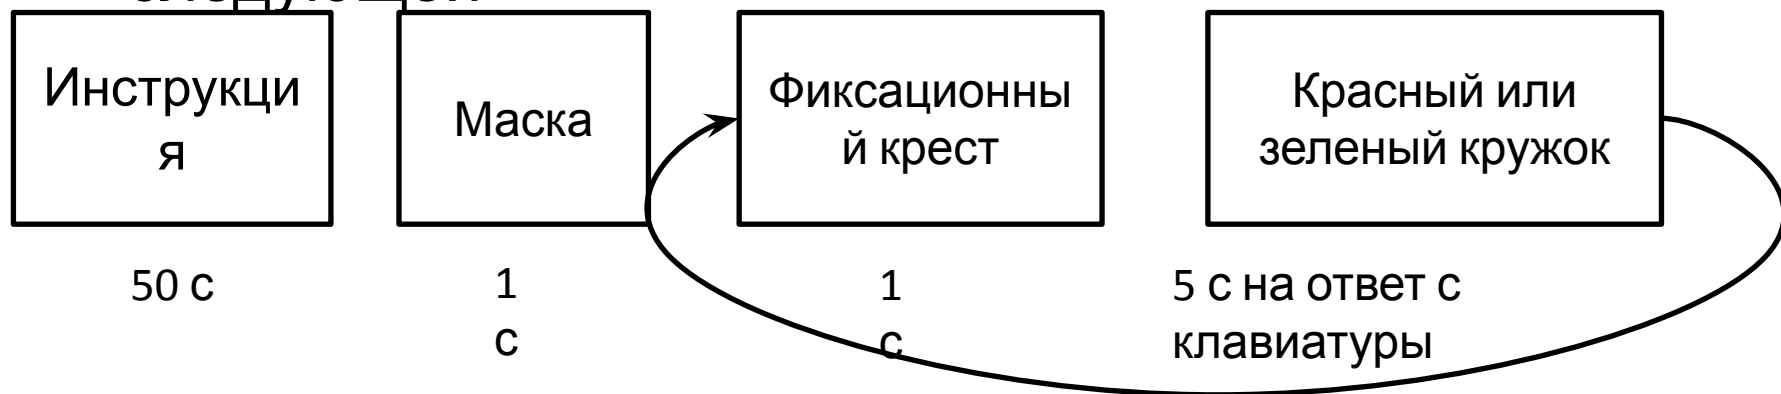 Инструкци
я
Маска
Фиксационны
й крест
Красный или
зеленый кружок
50 с
1
с
1
с
5 с на ответ с
клавиатуры